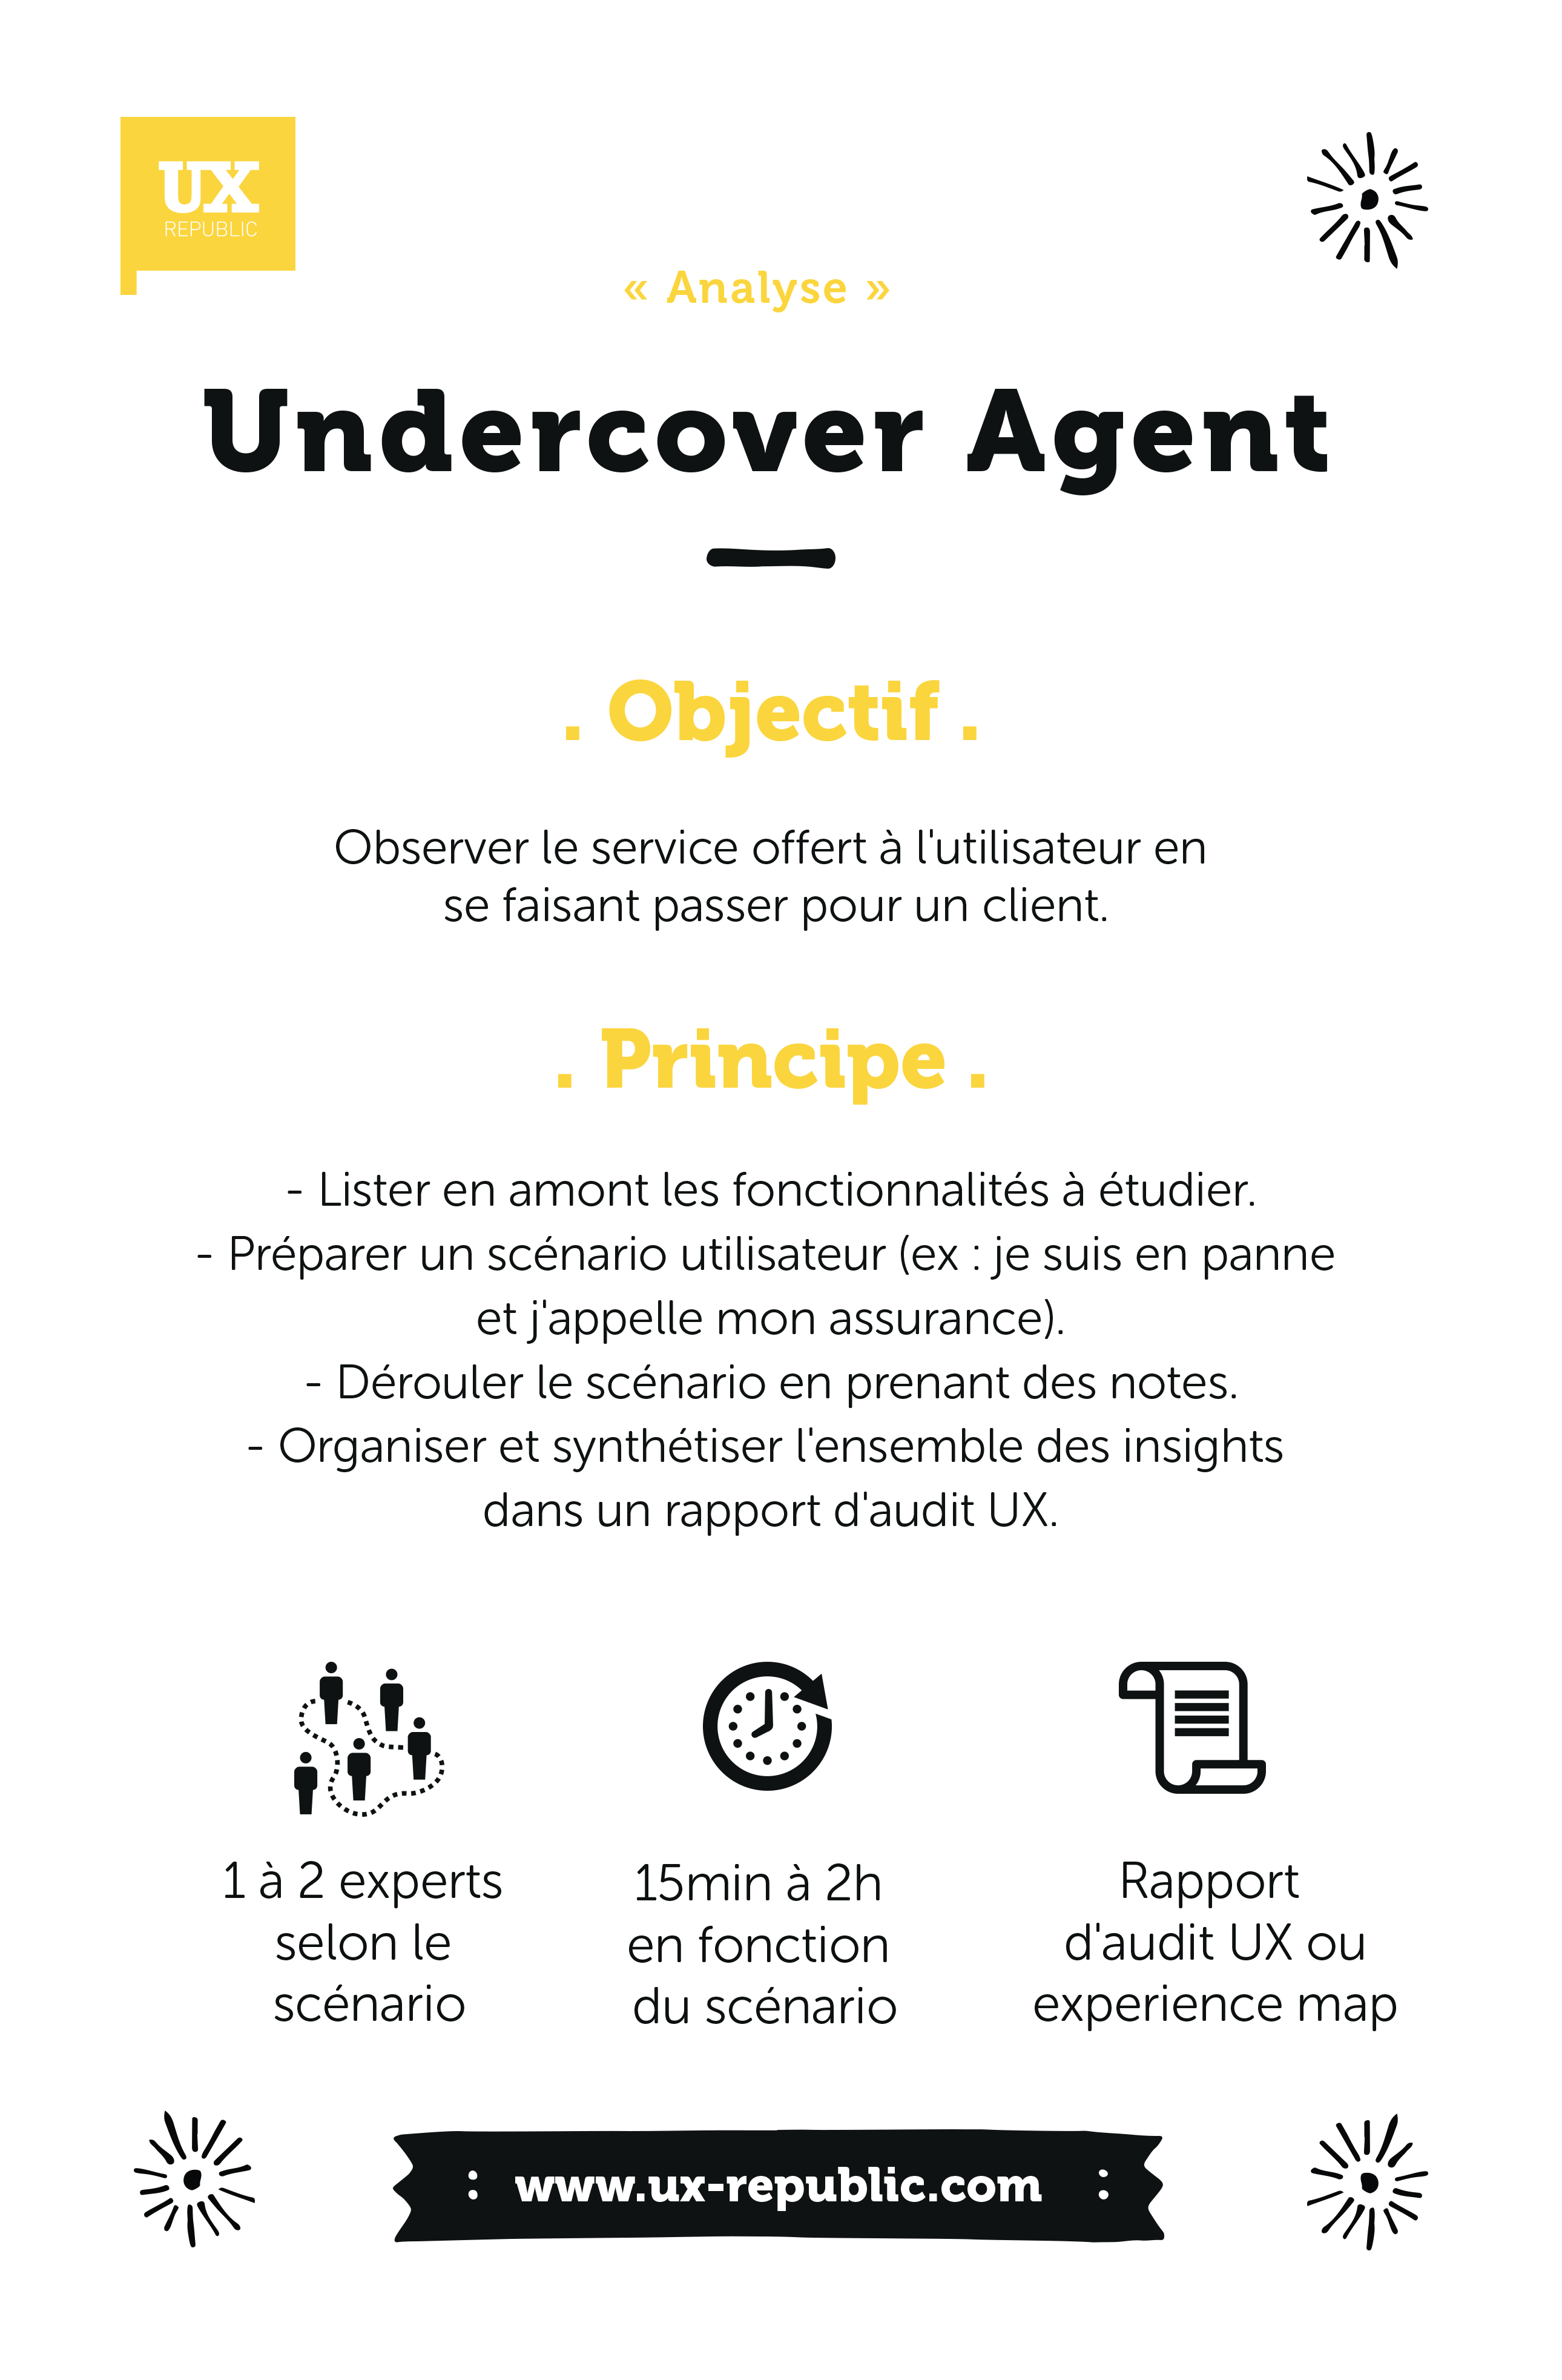 UX
REPUBLIC
« Analyse »
Undercover Agent
. Objectif .
Observer le service offert à l'utilisateur en
se faisant passer pour un client.
. Principe .
- Lister en amont les fonctionnalités à étudier.
- Préparer un scénario utilisateur (ex : je suis en panne
et j'appelle mon assurance).
- Dérouler le scénario en prenant des notes.
- Organiser et synthétiser l'ensemble des insights
dans un rapport d'audit UX.
1 à 2 experts
selon le
scénario
15min à 2h
en fonction
du scénario
Rapport
d'audit UX ou
experience map
: www.ux-republic.com :